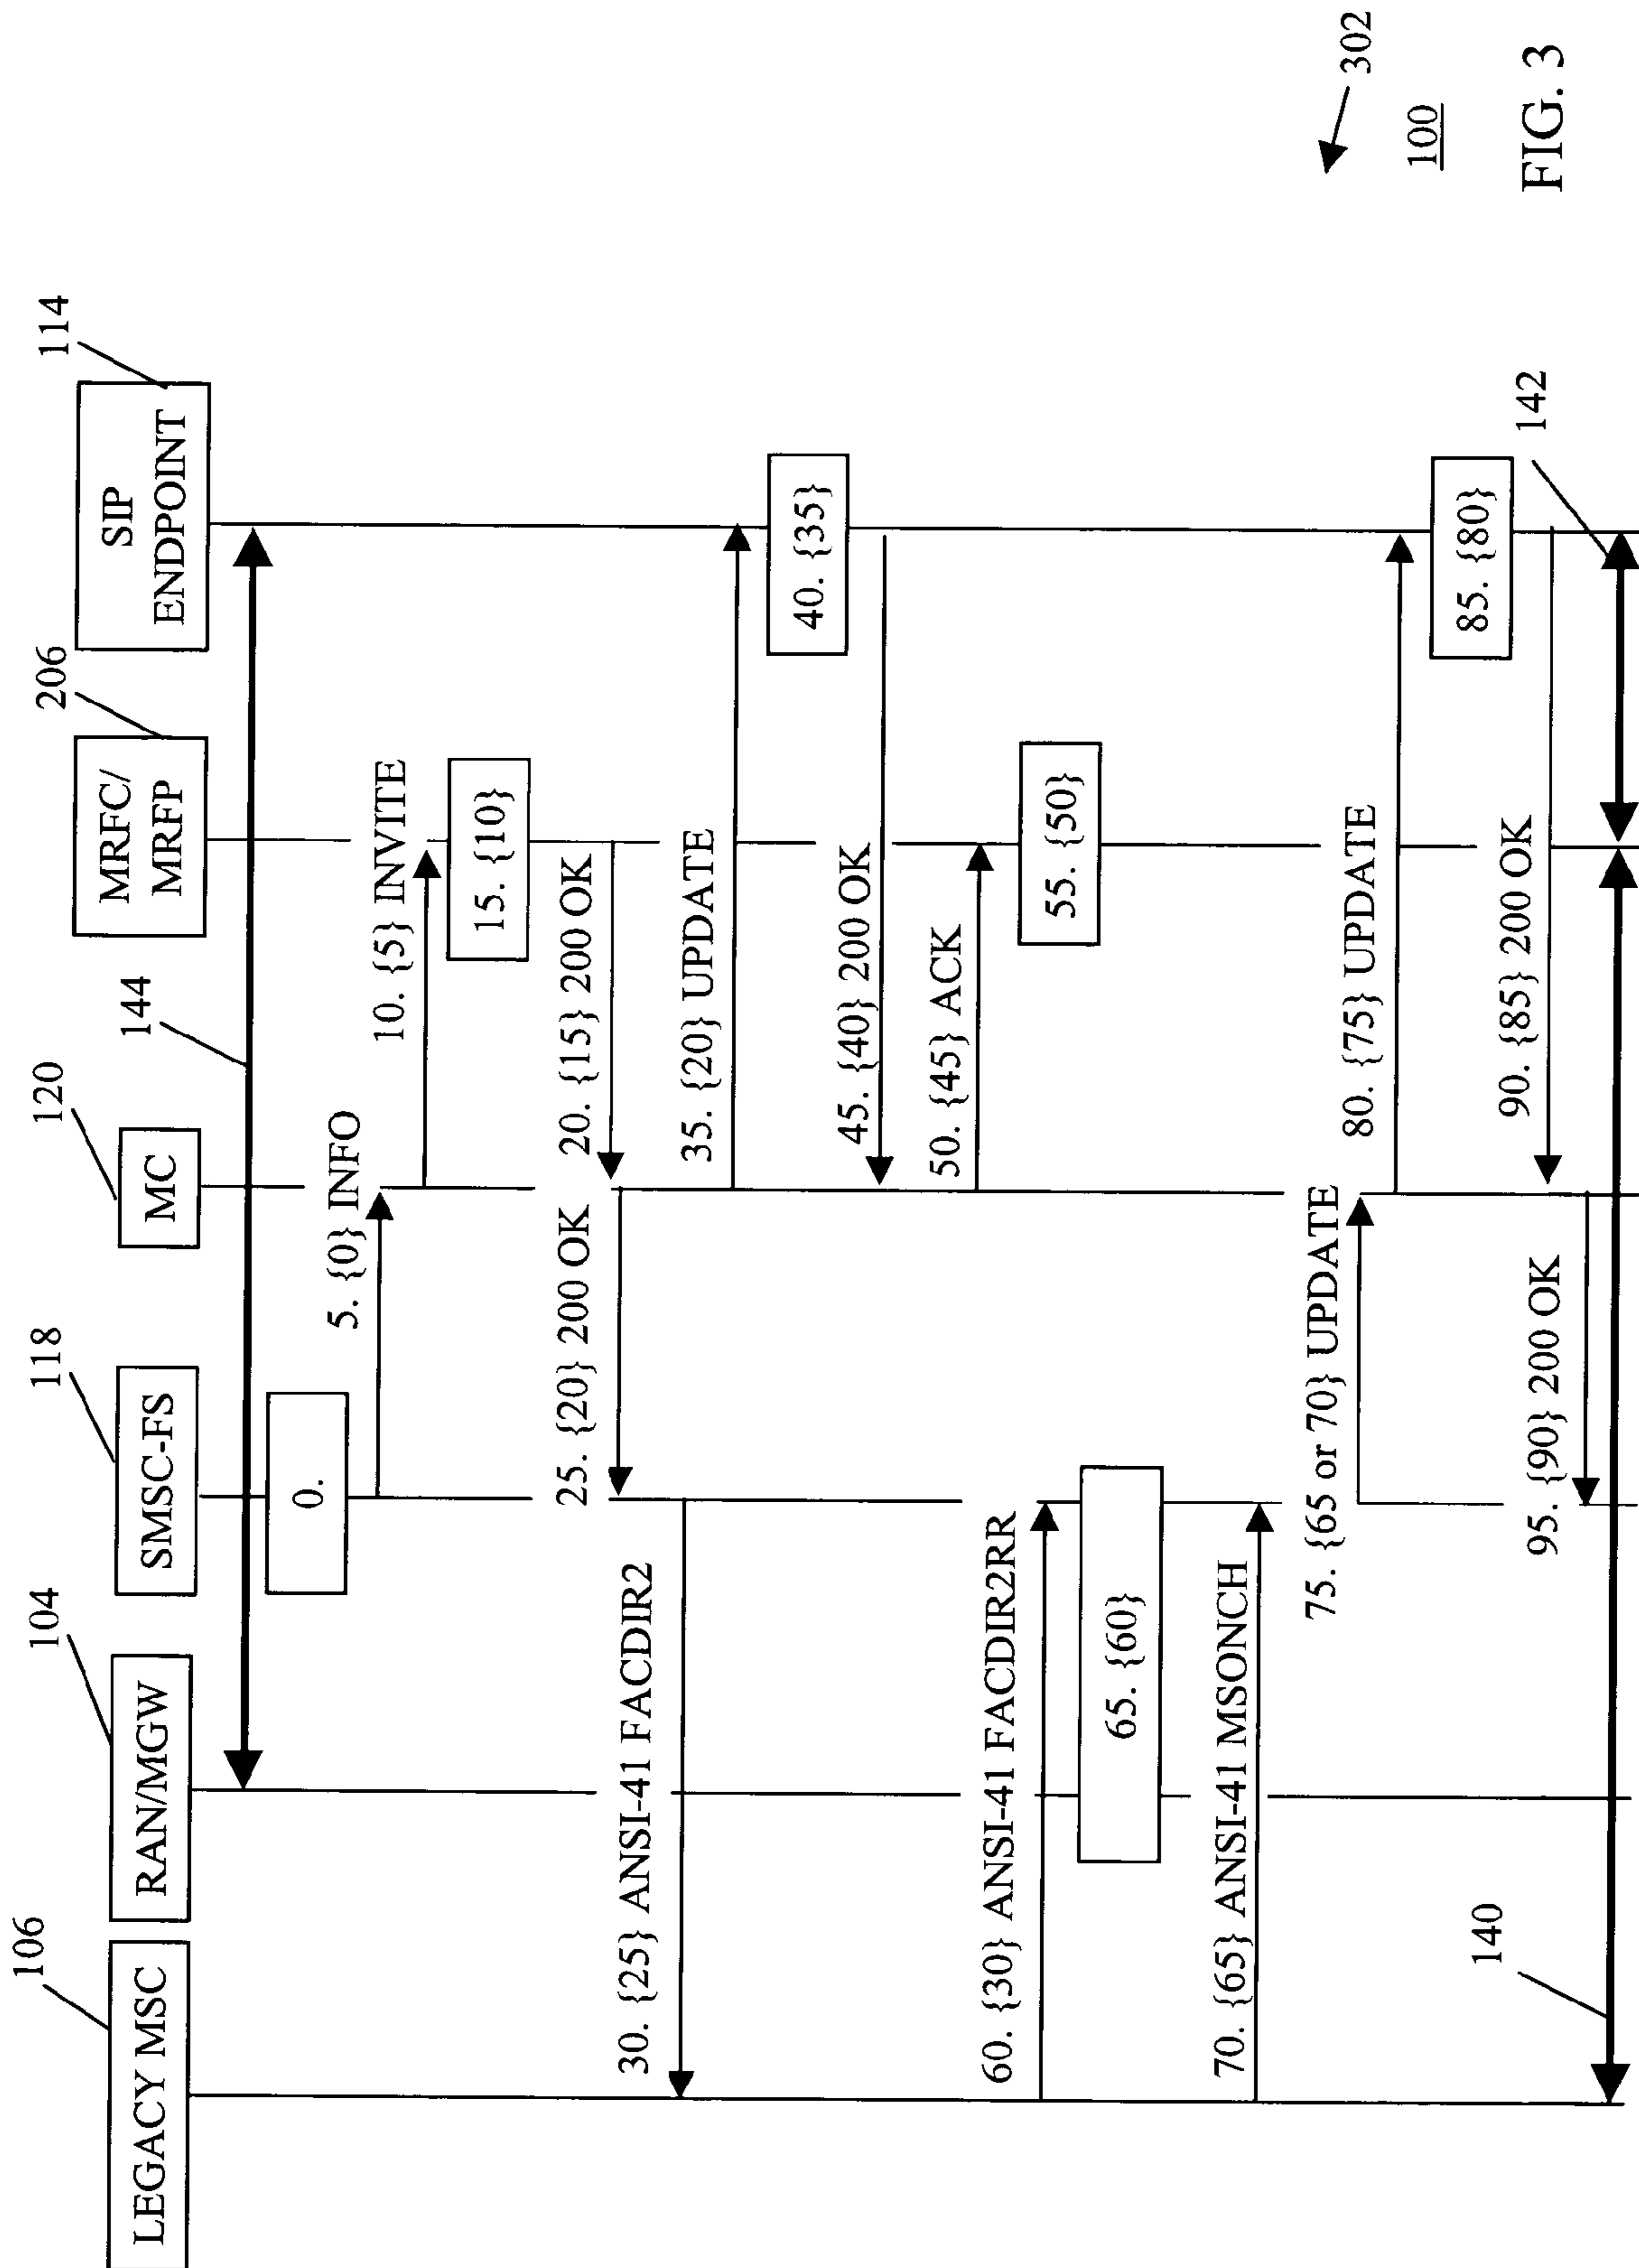 106
104
118
120
144
206
114
LEGACY MSC
RAN/MGW
SMSC-FS
MC
MRFC/
MRFP
SIP
ENDPOINT
0.
5. {0} INFO
10. {5} INVITE
15. {10}
20. {15} 200 OK
25. {20} 200 OK
30. {25} ANSI-41 FACDIR2
35. {20} UPDATE
40. {35}
45. {40} 200 OK
50. {45} ACK
55. {50}
60. {30} ANSI-41 FACDIR2RR
65. {60}
70. {65} ANSI-41 MSONCH
75. {65 or 70} UPDATE
80. {75} UPDATE
85. {80}
90. {85} 200 OK
95. {90} 200 OK
140
142
302
100
FIG. 3